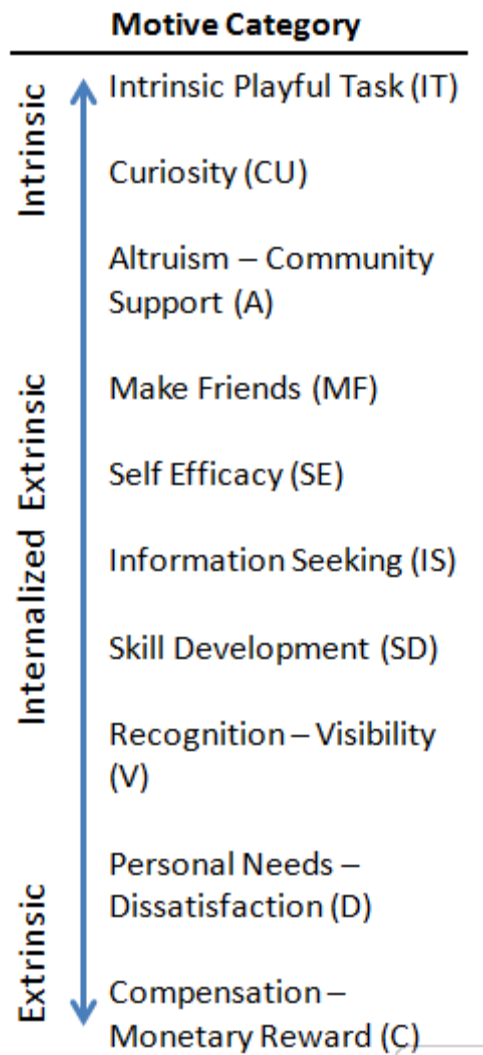 Motive Category
Intrinsic
Intrinsic Playful Task (IT)
Curiosity (CU)
Altruism – Community
Support (A)
Internalized Extrinsic
Make Friends (MF)
Self Efficacy (SE)
Information Seeking (IS)
Skill Development (SD)
Recognition – Visibility
(V)
Extrinsic
Personal Needs –
Dissatisfaction (D)
Compensation –
Monetary Reward (C)